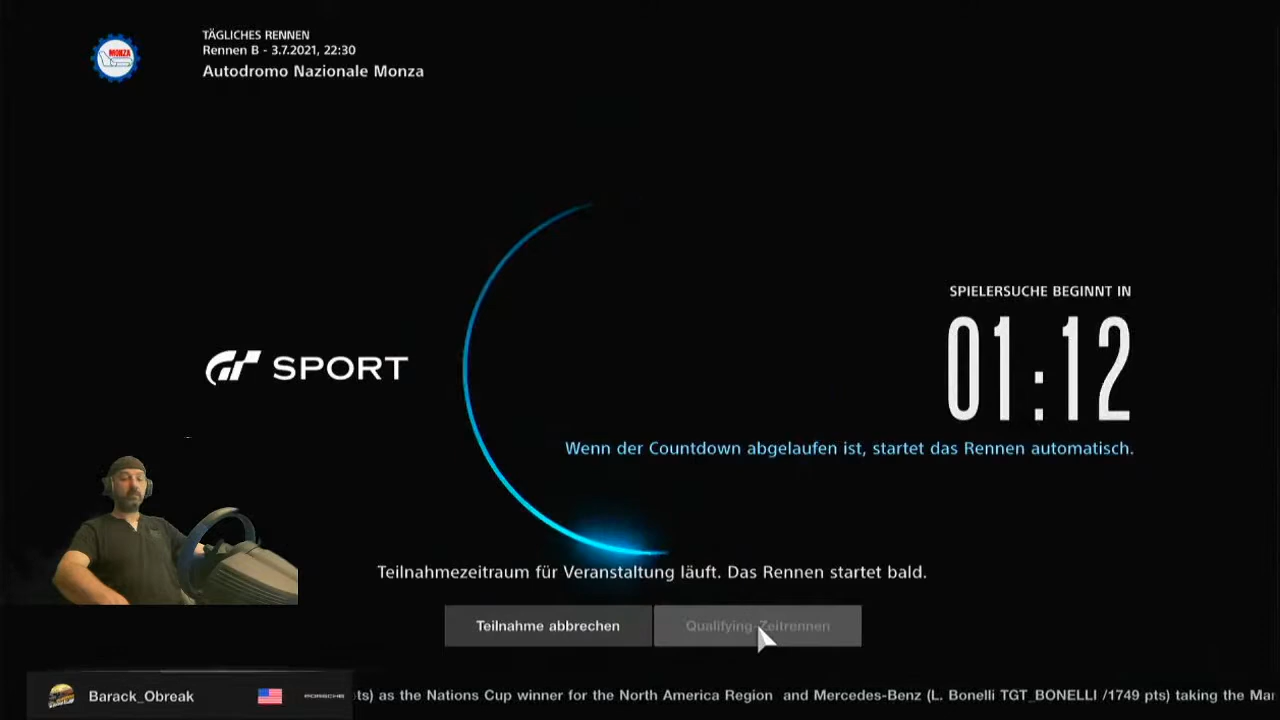 TÄGLICHES RENNEN
Rennen B - 3.7.2021, 22:30
Autodromo Nazionale Monza
MONZA
SPIELERSUCHE BEGINNT IN
01:12
GT SPORT
Wenn der Countdown abgelaufen ist, startet das Rennen automatisch.
Teilnahmezeitraum für Veranstaltung läuft. Das Rennen startet bald.
Teilnahme abbrechen
Qualifying-Zeitrennen
Barack_Obreak
PORSCHE
ts) as the Nations Cup winner for the North America Region and Mercedes-Benz (L. Bonelli TGT_BONELLI /1749 pts) taking the Ma